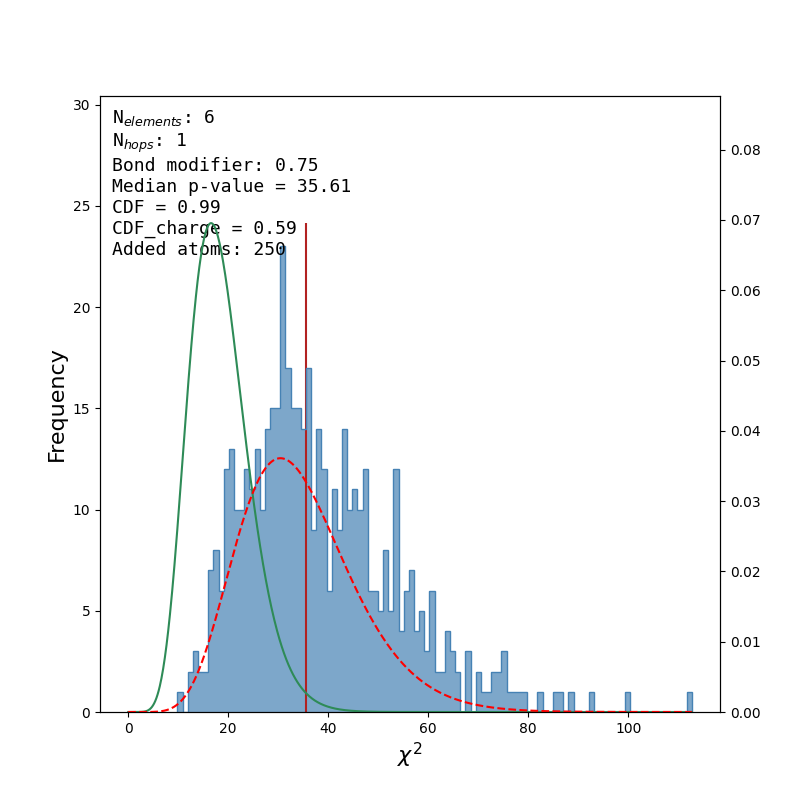 N_elements: 6
N_hops: 1
Bond modifier: 0.75
Median p-value = 35.61
CDF = 0.99
CDF_charge = 0.59
Added atoms: 250
30
25
20
15
10
5
0
Frequency
0.08
0.07
0.06
0.05
0.04
0.03
0.02
0.01
0.00
0 20 40 60 80 100
χ²